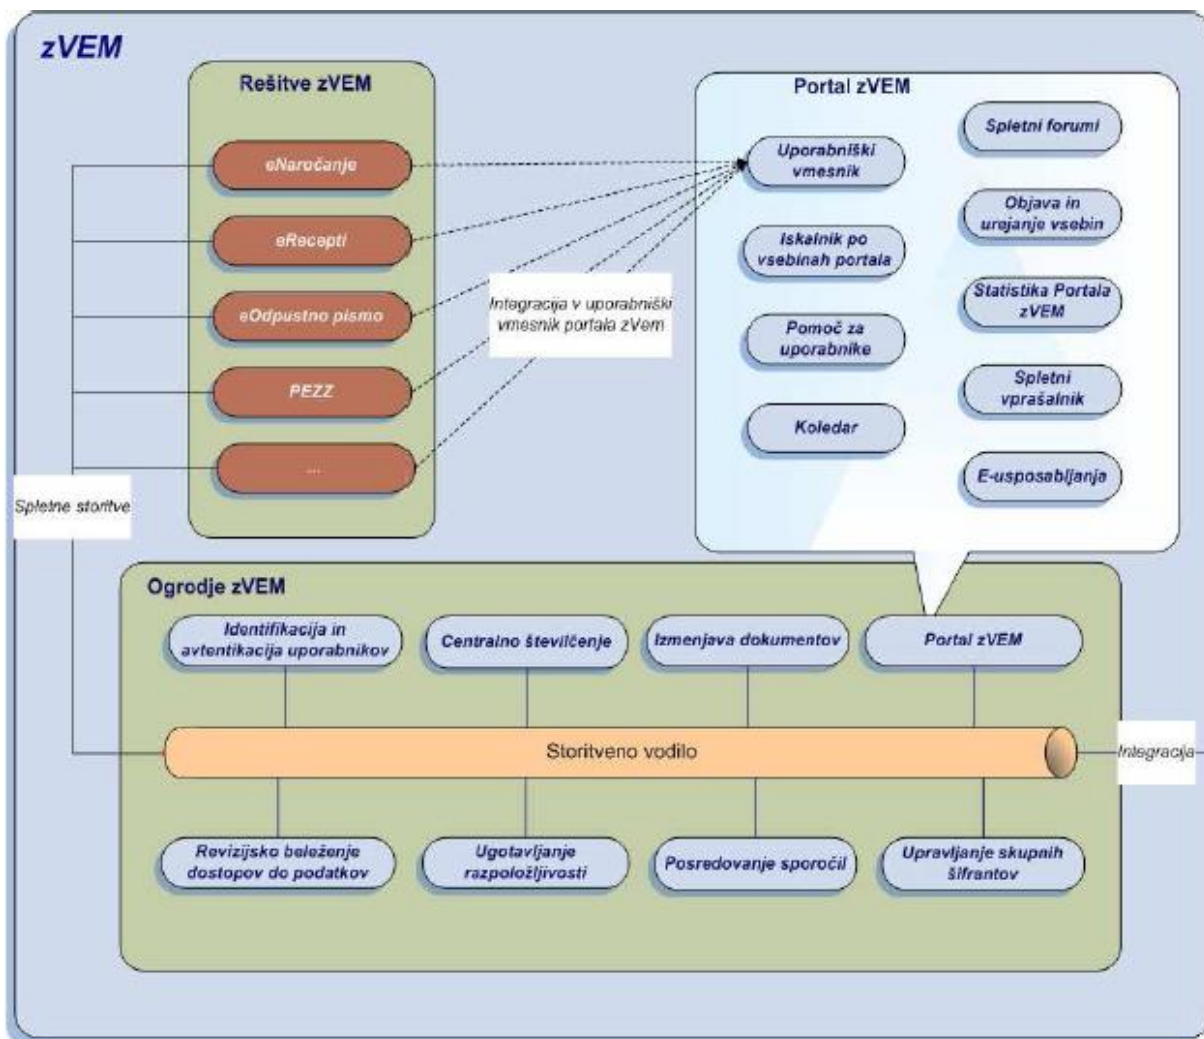 zVEM
Rešitve zVEM
eNaročanje
eRecepti
eOdpustno pismo
PEZZ
...
Integracija v uporabniški
vmesnik portala zVem
Portal zVEM
Uporabniški
vmesnik
Iskalnik po
vsebinah portala
Pomoč za
uporabnike
Koledar
Spletni forumi
Objava in
urejanje vsebin
Statistika Portala
zVEM
Spletni
vprašalnik
E-usposabljanja
Spletne storitve
Ogrodje zVEM
Identifikacija in
avtentikacija uporabnikov
Centralno številčenje
Izmenjava dokumentov
Portal zVEM
Storitveno vodilo
Integracija
Revizijsko beleženje
dostopov do podatkov
Ugotavljanje
razpoložljivosti
Posredovanje sporočil
Upravljanje skupnih
šifrantov